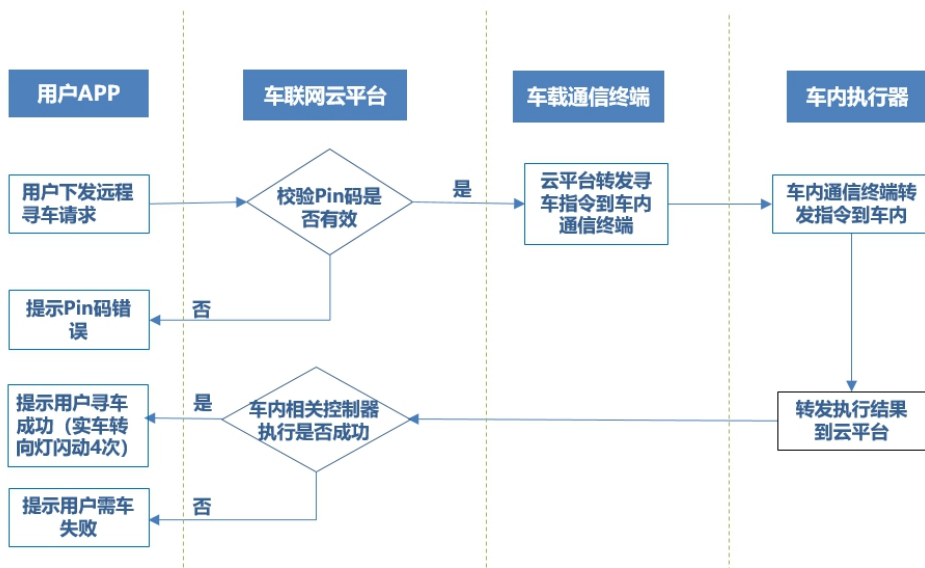 用户APP
车联网云平台
车载通信终端
车内执行器
用户下发远程
寻车请求
校验Pin码是
否有效
是
云平台转发寻
车指令到车内
通信终端
车内通信终端转
发指令到车内
否
提示Pin码错
误
提示用户寻车
成功（实车转
向灯闪动4次）
是
车内相关控制器
执行是否成功
转发执行结果
到云平台
否
提示用户需车
失败